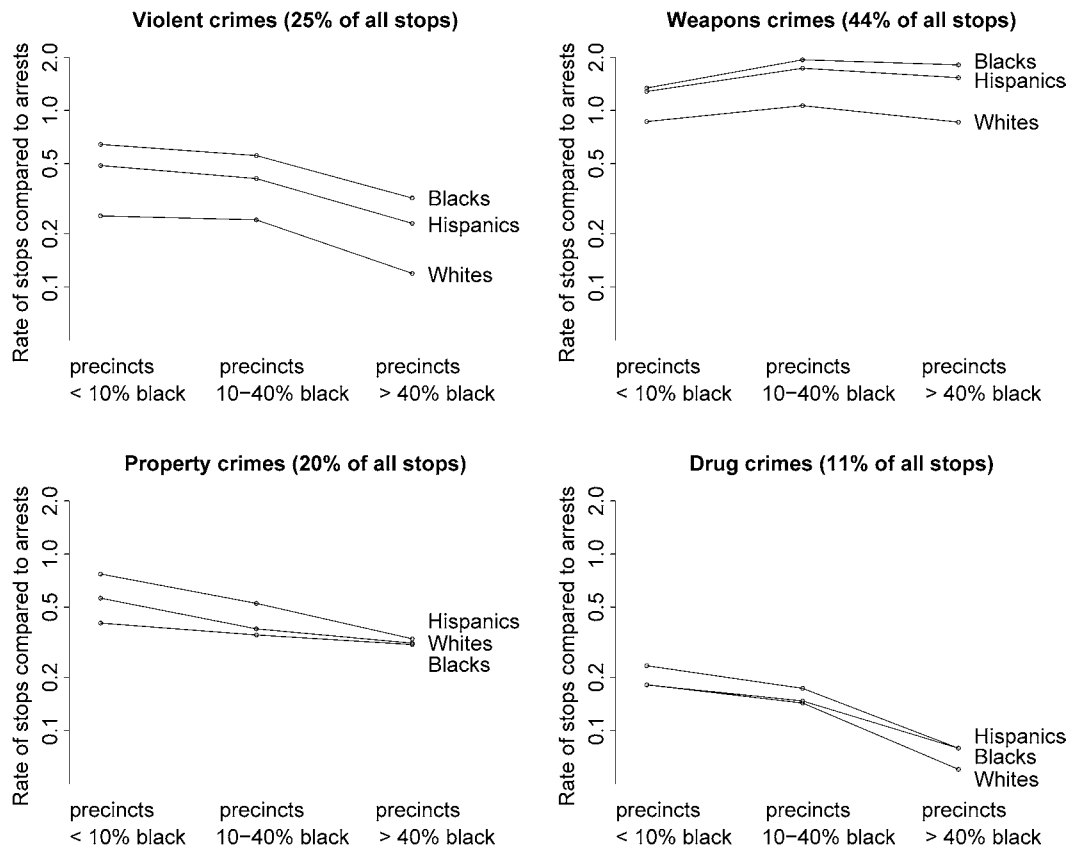 Violent crimes (25% of all stops)
Rate of stops compared to arrests
2.0
1.0
0.5
0.2
0.1
Blacks
Hispanics
Whites
precincts
< 10% black
precincts
10−40% black
precincts
> 40% black
Weapons crimes (44% of all stops)
Rate of stops compared to arrests
2.0
1.0
0.5
0.2
0.1
Blacks
Hispanics
Whites
precincts
< 10% black
precincts
10−40% black
precincts
> 40% black
Property crimes (20% of all stops)
Rate of stops compared to arrests
2.0
1.0
0.5
0.2
0.1
Hispanics
Whites
Blacks
precincts
< 10% black
precincts
10−40% black
precincts
> 40% black
Drug crimes (11% of all stops)
Rate of stops compared to arrests
2.0
1.0
0.5
0.2
0.1
Hispanics
Blacks
Whites
precincts
< 10% black
precincts
10−40% black
precincts
> 40% black